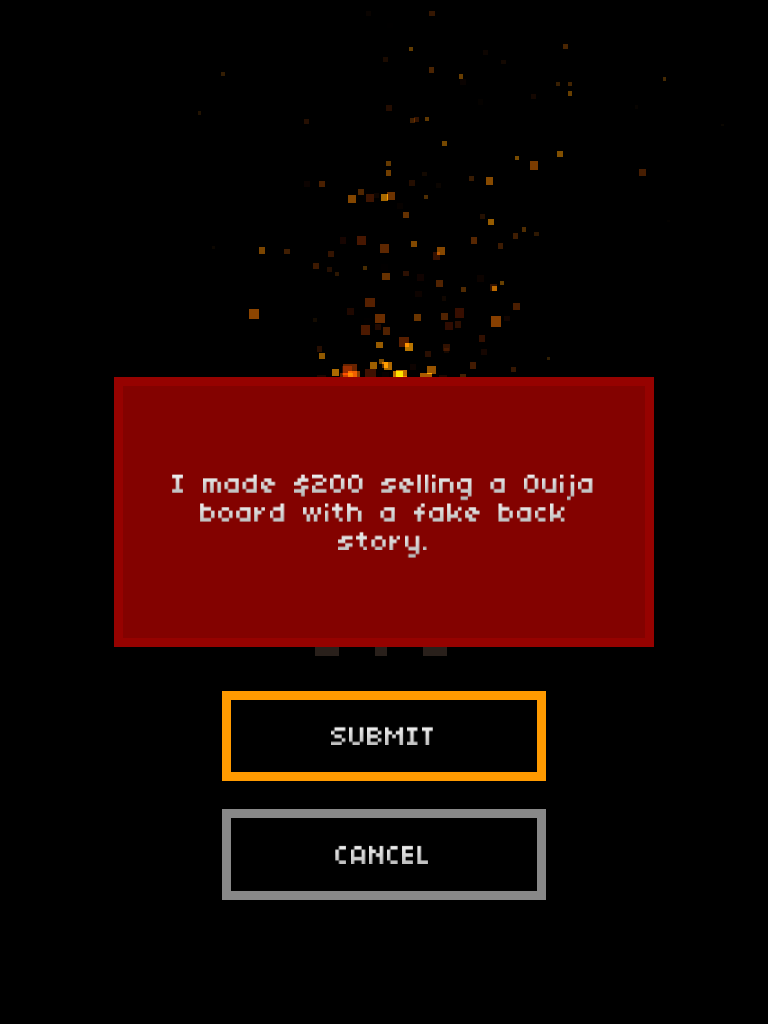 I made $200 selling a Ouija
board with a fake back
story.
SUBMIT
CANCEL